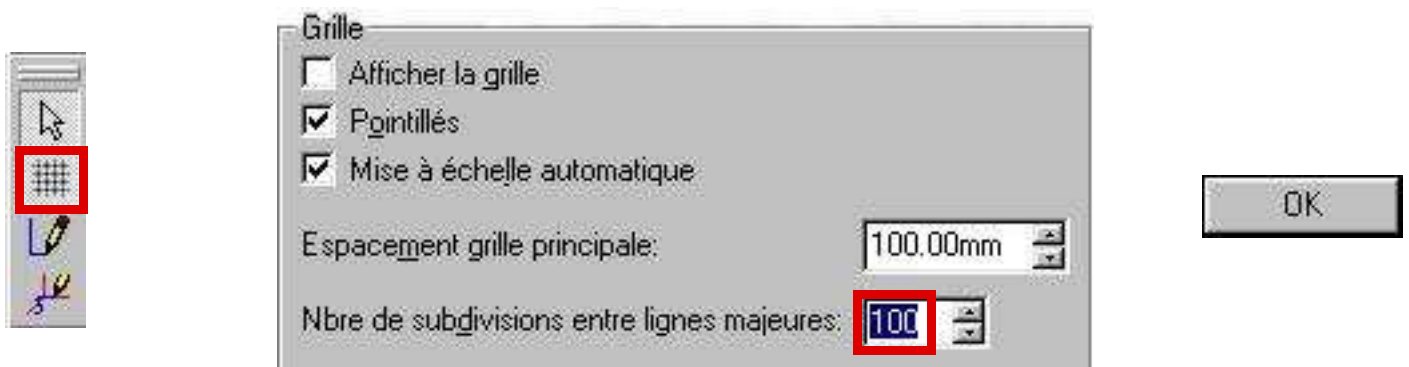 Grille
Afficher la grille
Pointillés
Mise à échelle automatique
Espacement grille principale: 100.00mm
Nbre de subdivisions entre lignes majeures: 100
OK